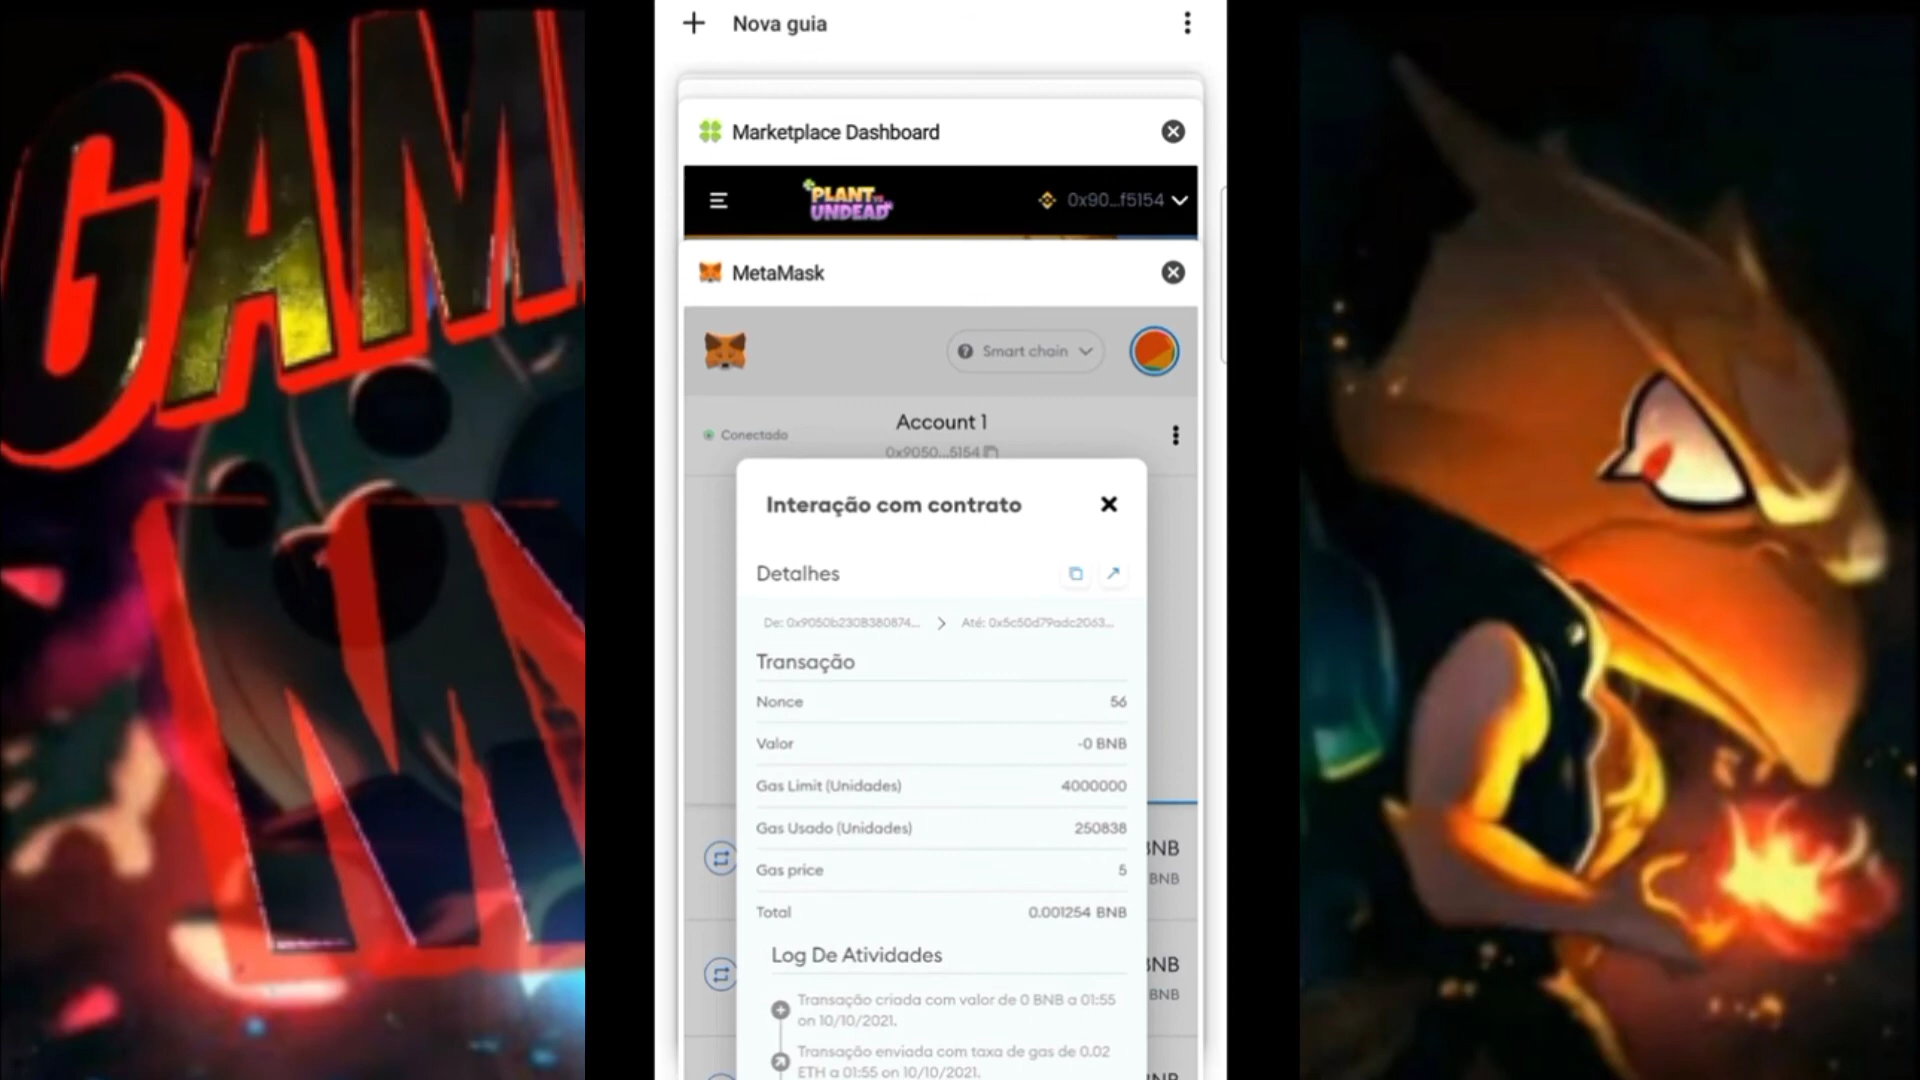 GAM
Nova guia
Marketplace Dashboard
PLANT VS
UNDEAD
0x90...f5154
MetaMask
Smart chain
Account 1
Conectado
0x9050...5154
Interação com contrato
Detalhes
De: 0x9050b230B380874...
Até: 0x5c50d79adc2063...
Transação
Nonce 56
Valor -0 BNB
Gas Limit (Unidades) 4000000
Gas Usado (Unidades) 250838
Gas price 5
Total 0.001254 BNB
BNB
BNB
Log De Atividades
BNB
BNB
Transação criada com valor de 0 BNB a 01:55
on 10/10/2021.
Transação enviada com taxa de gas de 0.02
ETH a 01:55 on 10/10/2021.